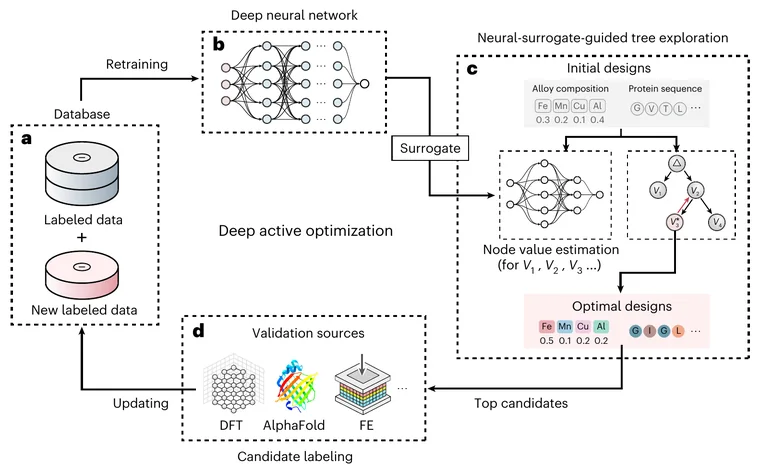 Deep neural network
b
Retraining
Database
a
Labeled data
+
New labeled data
Deep active optimization
Surrogate
Neural-surrogate-guided tree exploration
c
Initial designs
Alloy composition
Protein sequence
Fe Mn Cu Al
0.3 0.2 0.1 0.4
G V T L ...
V1
V2
V3*
V4
Node value estimation
(for V1 , V2 , V3 ...)
Optimal designs
Fe Mn Cu Al
0.5 0.1 0.2 0.2
G I G L ...
Top candidates
d
Validation sources
DFT
AlphaFold
FE
...
Candidate labeling
Updating